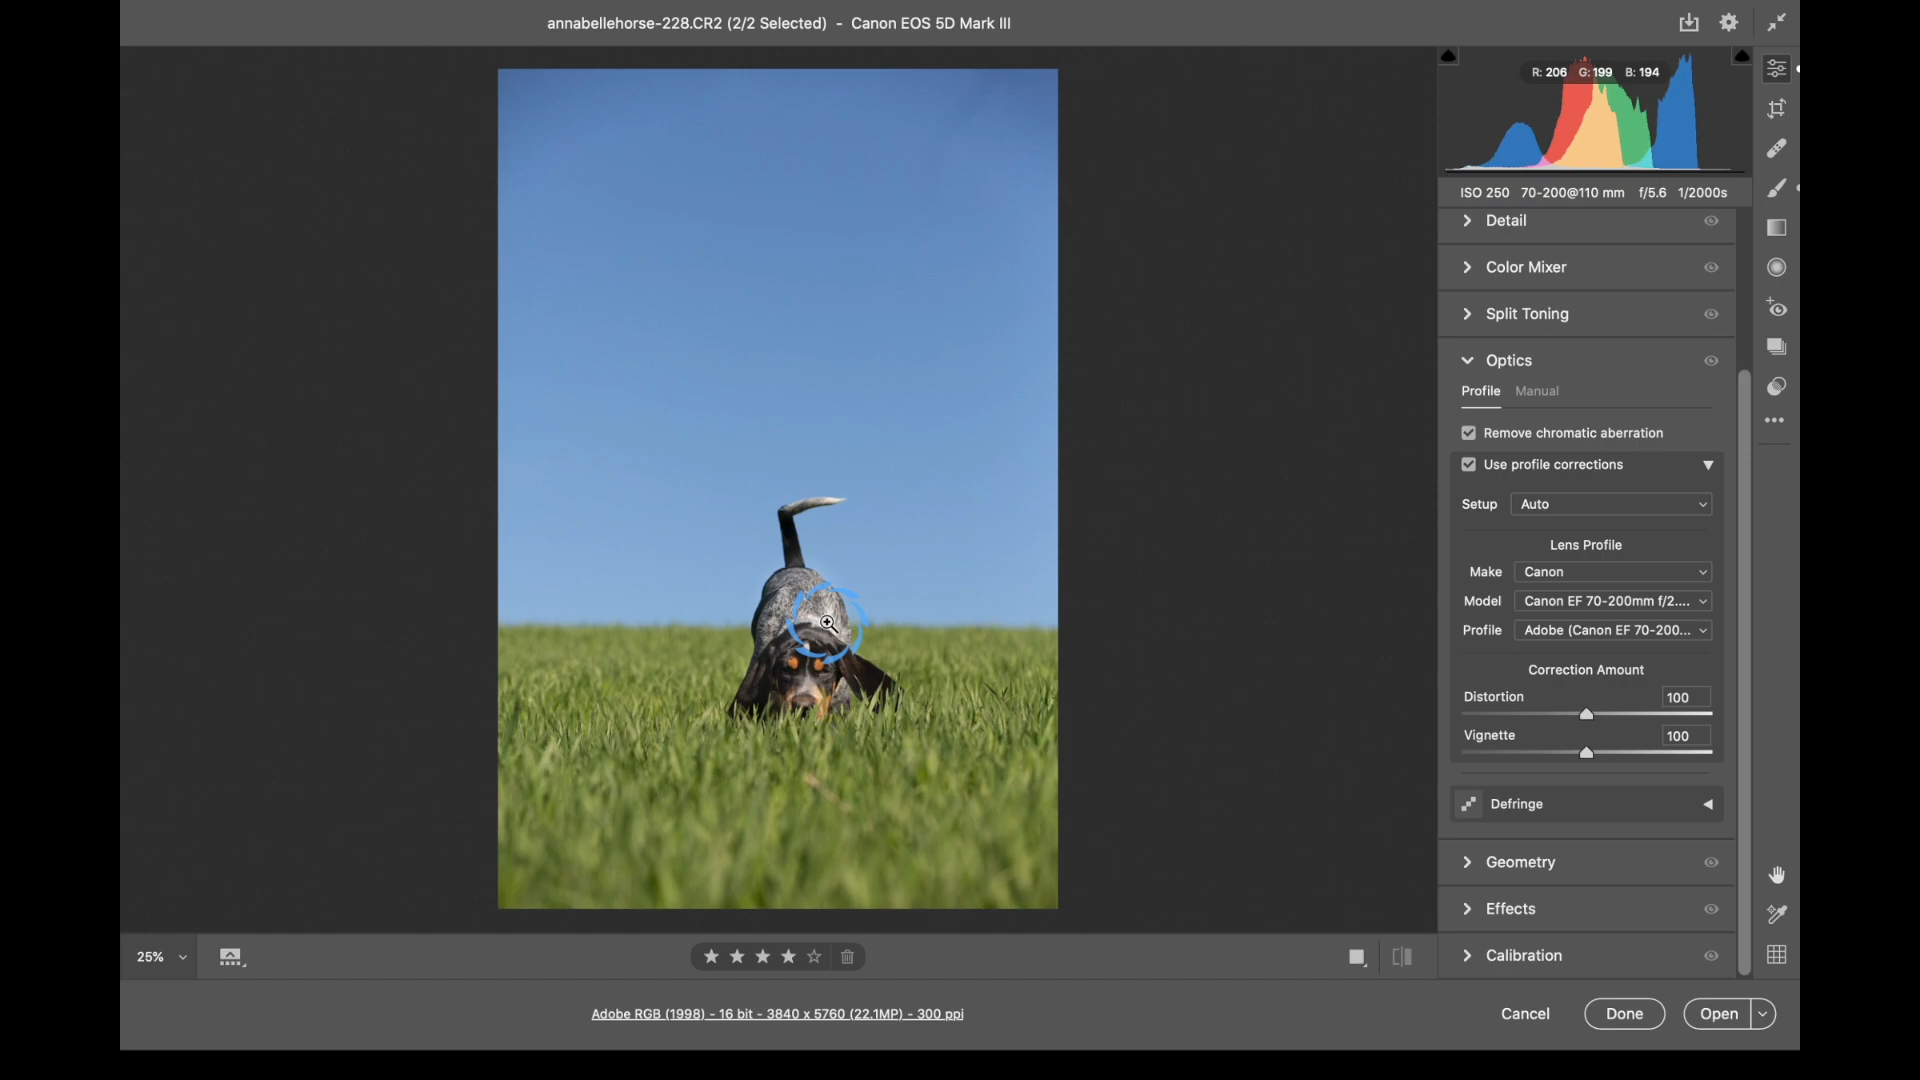 annabellehorse-228.CR2 (2/2 Selected) - Canon EOS 5D Mark III
R: 206 G: 199 B: 194
ISO 250 70-200@110 mm f/5.6 1/2000s
Detail
Color Mixer
Split Toning
Optics
Profile Manual
Remove chromatic aberration
Use profile corrections
Setup Auto
Lens Profile
Make Canon
Model Canon EF 70-200mm f/2....
Profile Adobe (Canon EF 70-200...
Correction Amount
Distortion 100
Vignette 100
Defringe
Geometry
Effects
Calibration
25%
Adobe RGB (1998) - 16 bit - 3840 x 5760 (22.1MP) - 300 ppi
Cancel Done Open